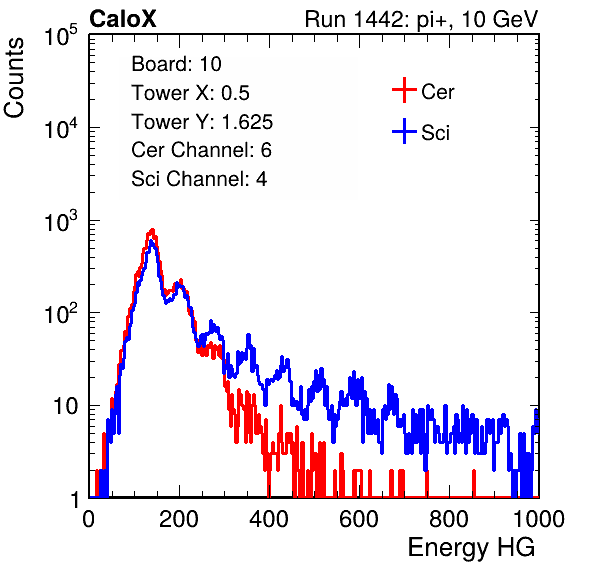 CaloX Run 1442: pi+, 10 GeV
Counts
Board: 10
Tower X: 0.5
Tower Y: 1.625
Cer Channel: 6
Sci Channel: 4
Cer
Sci
10^5
10^4
10^3
10^2
10
1
0 200 400 600 800 1000
Energy HG